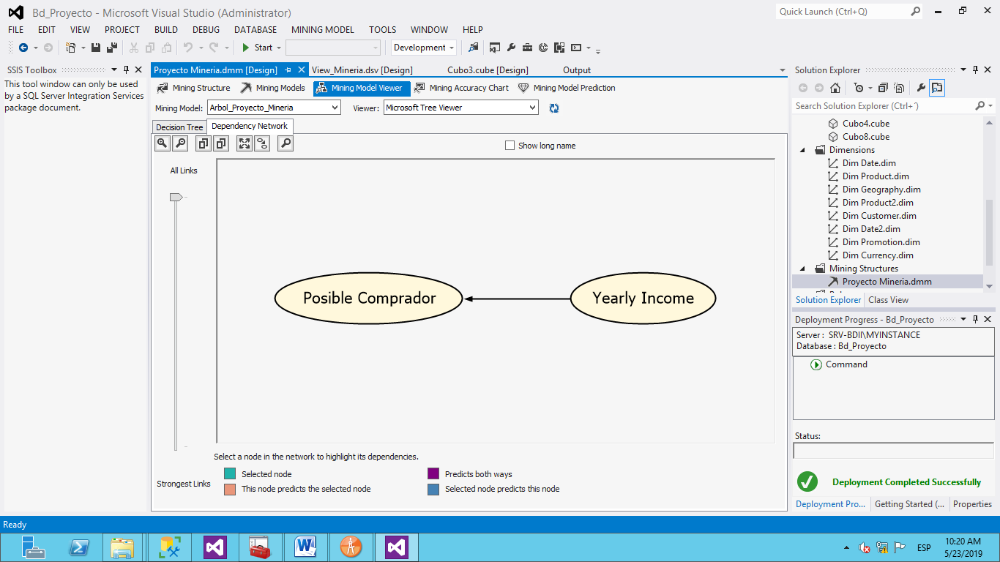 Bd_Proyecto - Microsoft Visual Studio (Administrator)
Quick Launch (Ctrl+Q)
FILE EDIT VIEW PROJECT BUILD DEBUG DATABASE MINING MODEL TOOLS WINDOW HELP
Start Development
SSIS Toolbox
This tool window can only be used
by a SQL Server Integration Services
package document.
Proyecto Mineria.dmm [Design] View_Mineria.dsv [Design] Cubo3.cube [Design] Output
Mining Structure Mining Models Mining Model Viewer Mining Accuracy Chart Mining Model Prediction
Mining Model: Arbol_Proyecto_Mineria Viewer: Microsoft Tree Viewer
Decision Tree Dependency Network
Show long name
All Links
Posible Comprador
Yearly Income
Select a node in the network to highlight its dependencies.
Strongest Links
Selected node
Predicts both ways
This node predicts the selected node
Selected node predicts this node
Solution Explorer
Search Solution Explorer (Ctrl+´)
Cubo4.cube
Cubo8.cube
Dimensions
Dim Date.dim
Dim Product.dim
Dim Geography.dim
Dim Product2.dim
Dim Customer.dim
Dim Date2.dim
Dim Promotion.dim
Dim Currency.dim
Mining Structures
Proyecto Mineria.dmm
Solution Explorer Class View
Deployment Progress - Bd_Proyecto
Server : SRV-BDII\MYINSTANCE
Database : Bd_Proyecto
Command
Status:
Deployment Completed Successfully
Deployment Pro... Getting Started (... Properties
Ready
ESP
10:20 AM
5/23/2019